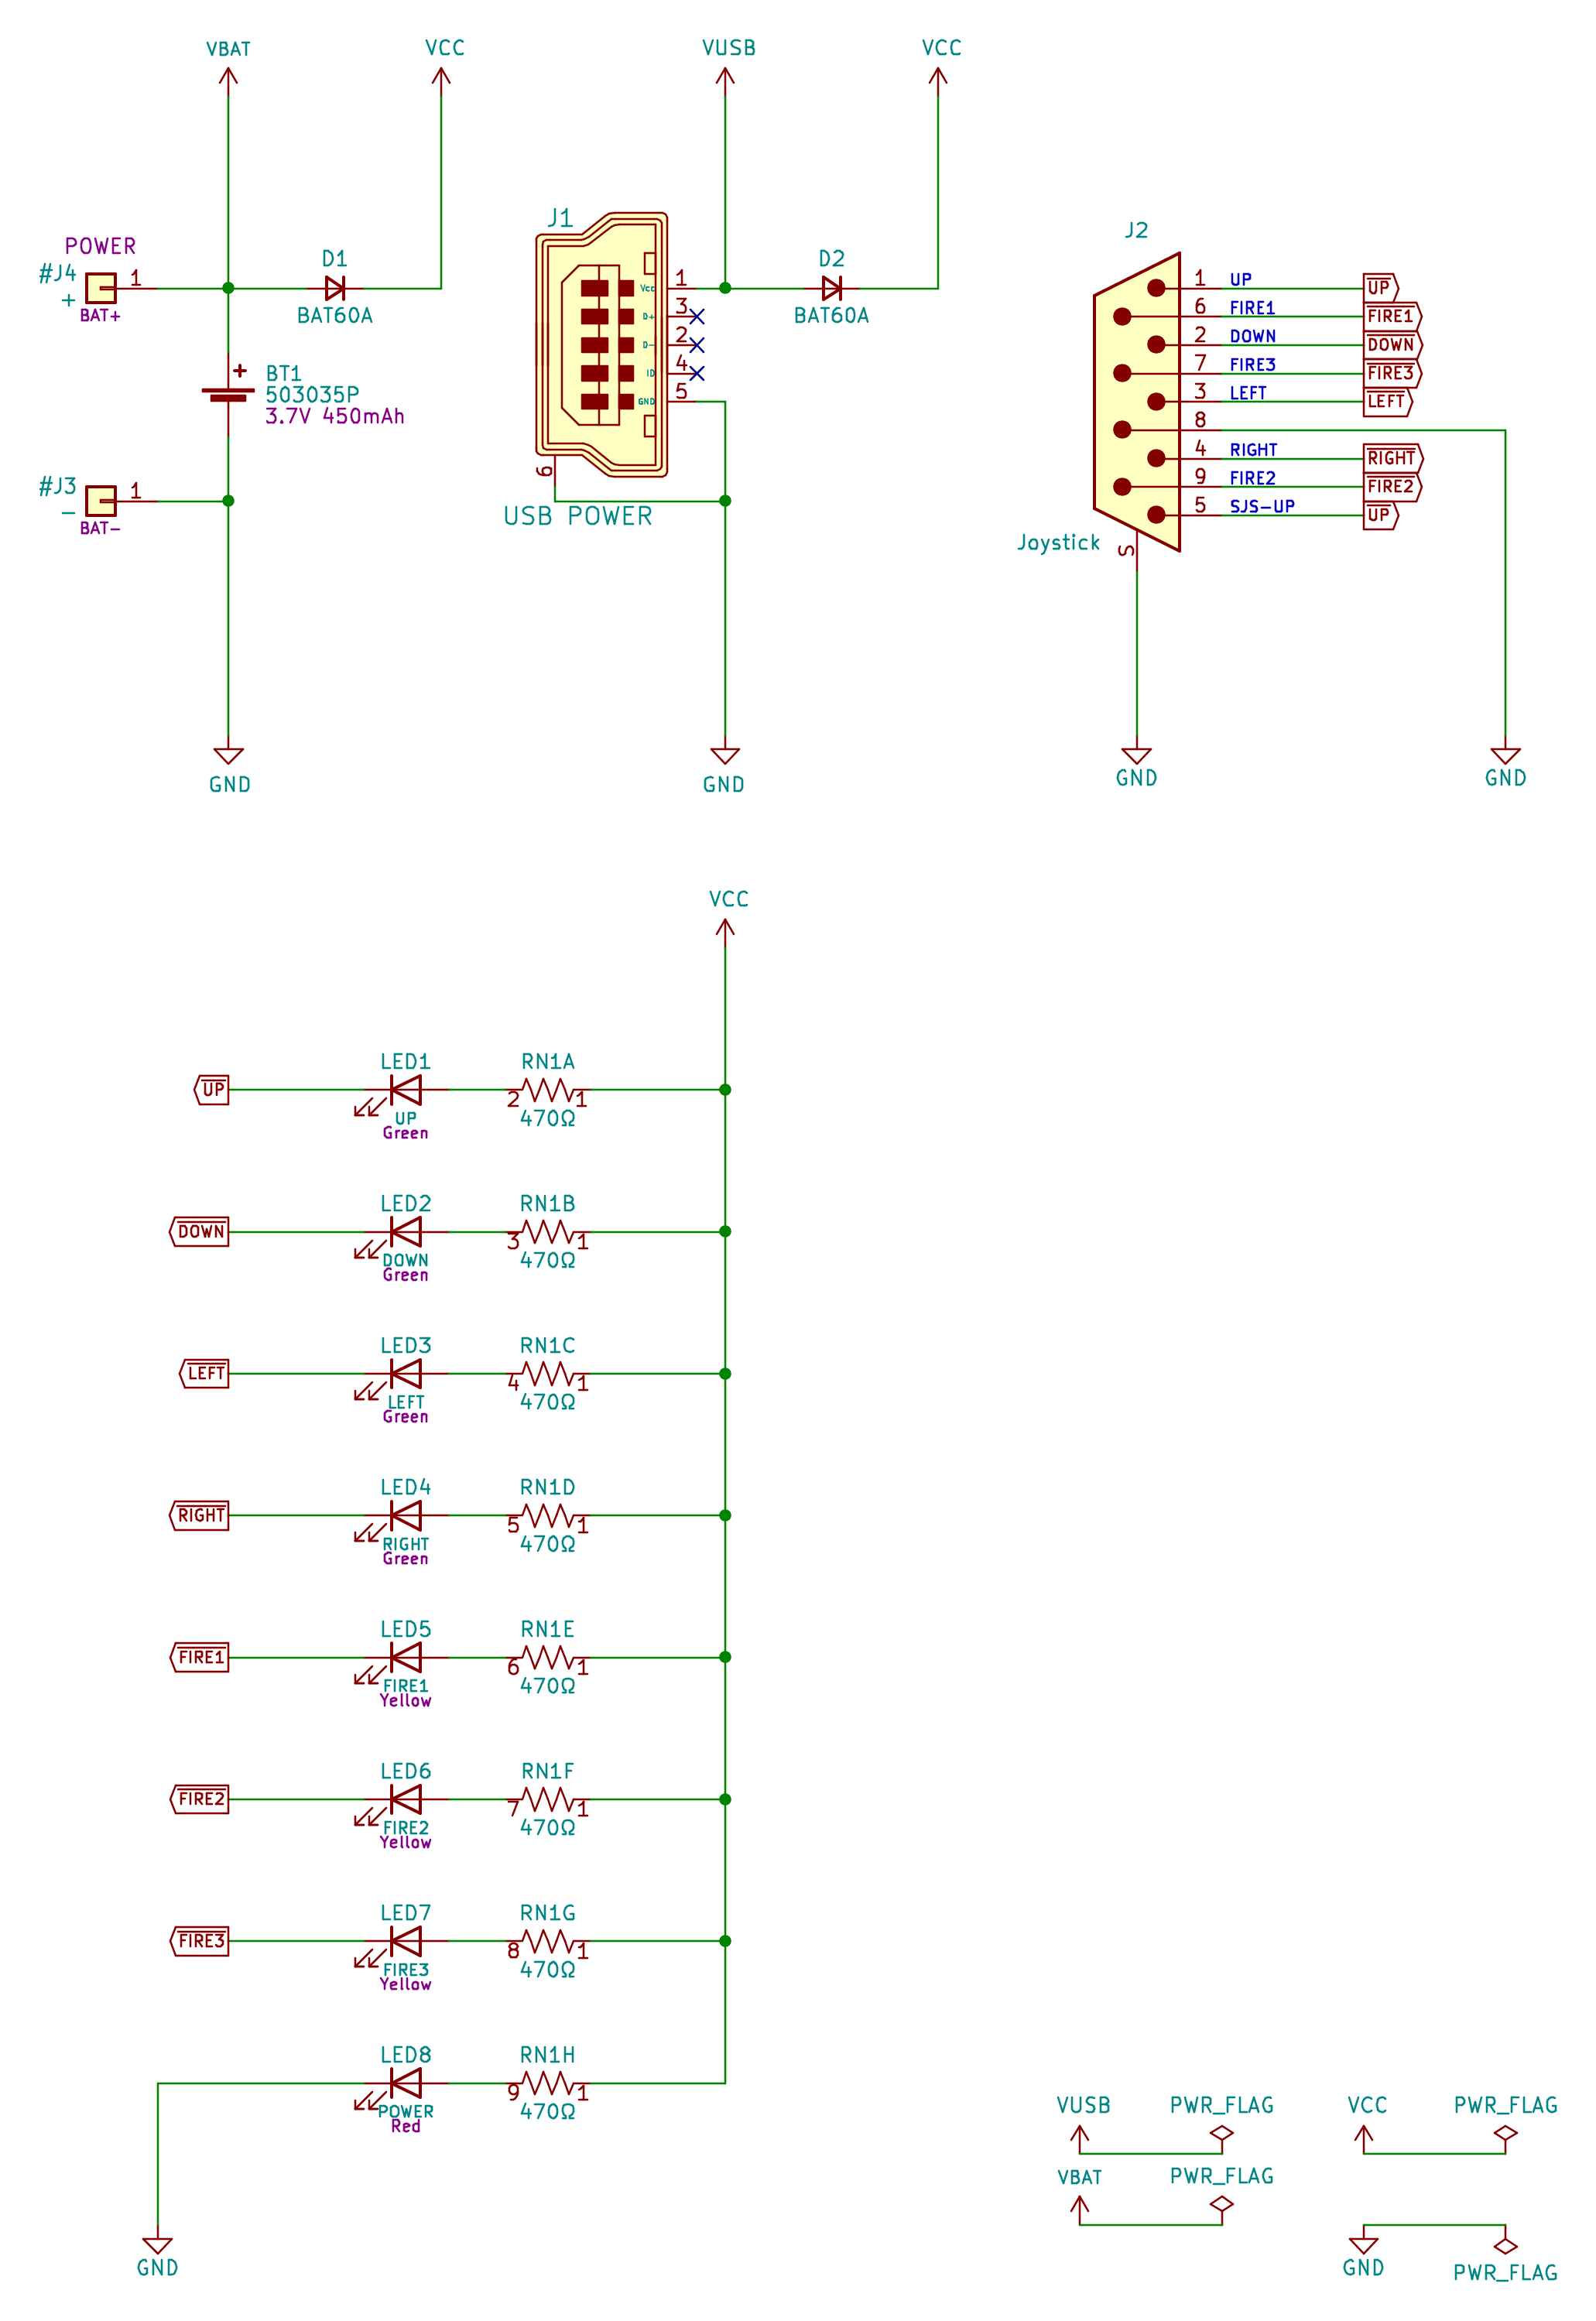 VBAT
VCC
VUSB
VCC
POWER
#J4
+
1
BAT+
D1
BAT60A
+
BT1
503035P
3.7V 450mAh
#J3
-
1
BAT-
GND
J1
1
3
2
4
5
Vcc
D+
D-
ID
GND
6
USB POWER
D2
BAT60A
GND
J2
1 UP UP
6 FIRE1 FIRE1
2 DOWN DOWN
7 FIRE3 FIRE3
3 LEFT LEFT
8
4 RIGHT RIGHT
9 FIRE2 FIRE2
5 SJS-UP UP
Joystick
S
GND
GND
VCC
LED1 RN1A
UP 2 1
UP 470Ω
Green
LED2 RN1B
DOWN 3 1
DOWN 470Ω
Green
LED3 RN1C
LEFT 4 1
LEFT 470Ω
Green
LED4 RN1D
RIGHT 5 1
RIGHT 470Ω
Green
LED5 RN1E
FIRE1 6 1
FIRE1 470Ω
Yellow
LED6 RN1F
FIRE2 7 1
FIRE2 470Ω
Yellow
LED7 RN1G
FIRE3 8 1
FIRE3 470Ω
Yellow
LED8 RN1H
9 1
POWER 470Ω
Red
GND
VUSB PWR_FLAG
VCC PWR_FLAG
VBAT PWR_FLAG
GND PWR_FLAG